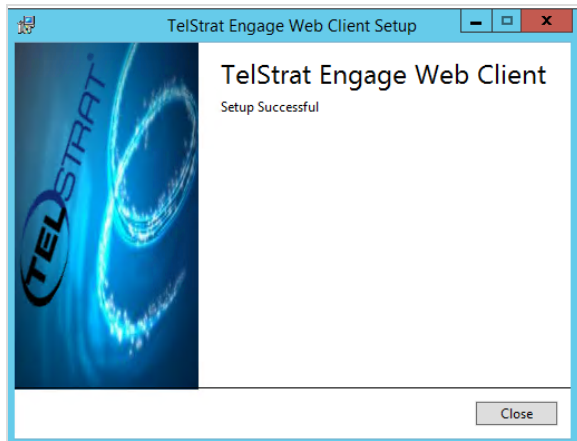 TelStrat Engage Web Client Setup
TELSTRAT
TelStrat Engage Web Client
Setup Successful
Close